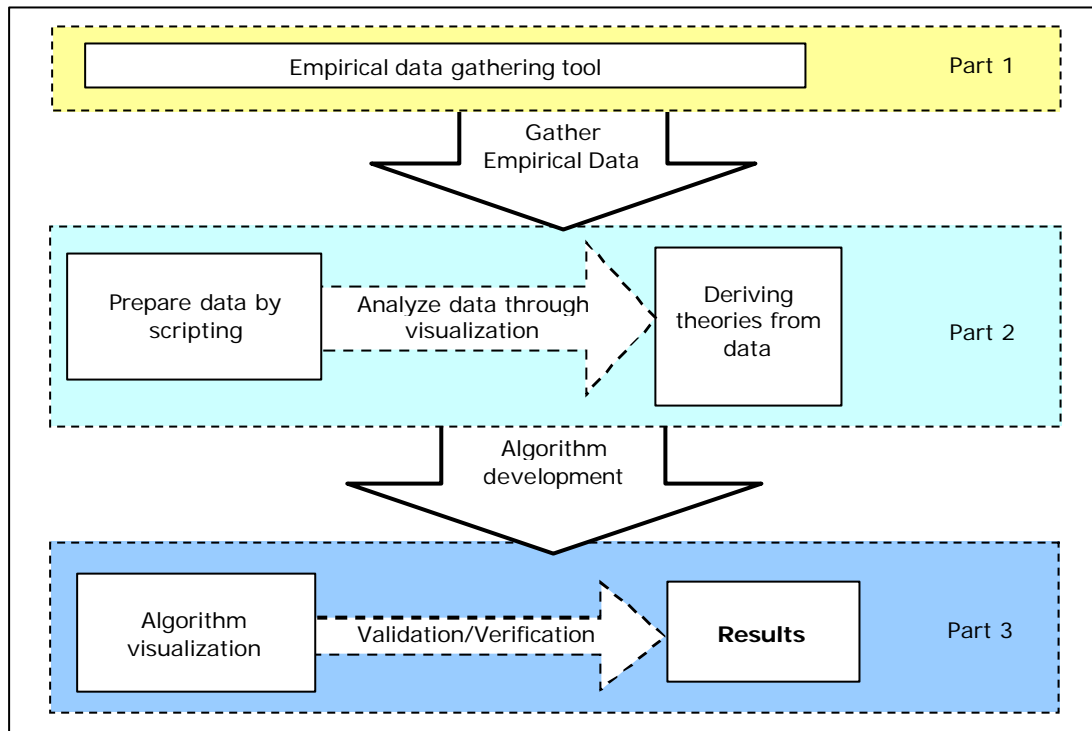 Empirical data gathering tool
Part 1
Gather
Empirical Data
Prepare data by
scripting
Analyze data through
visualization
Deriving
theories from
data
Part 2
Algorithm
development
Algorithm
visualization
Validation/Verification
Results
Part 3